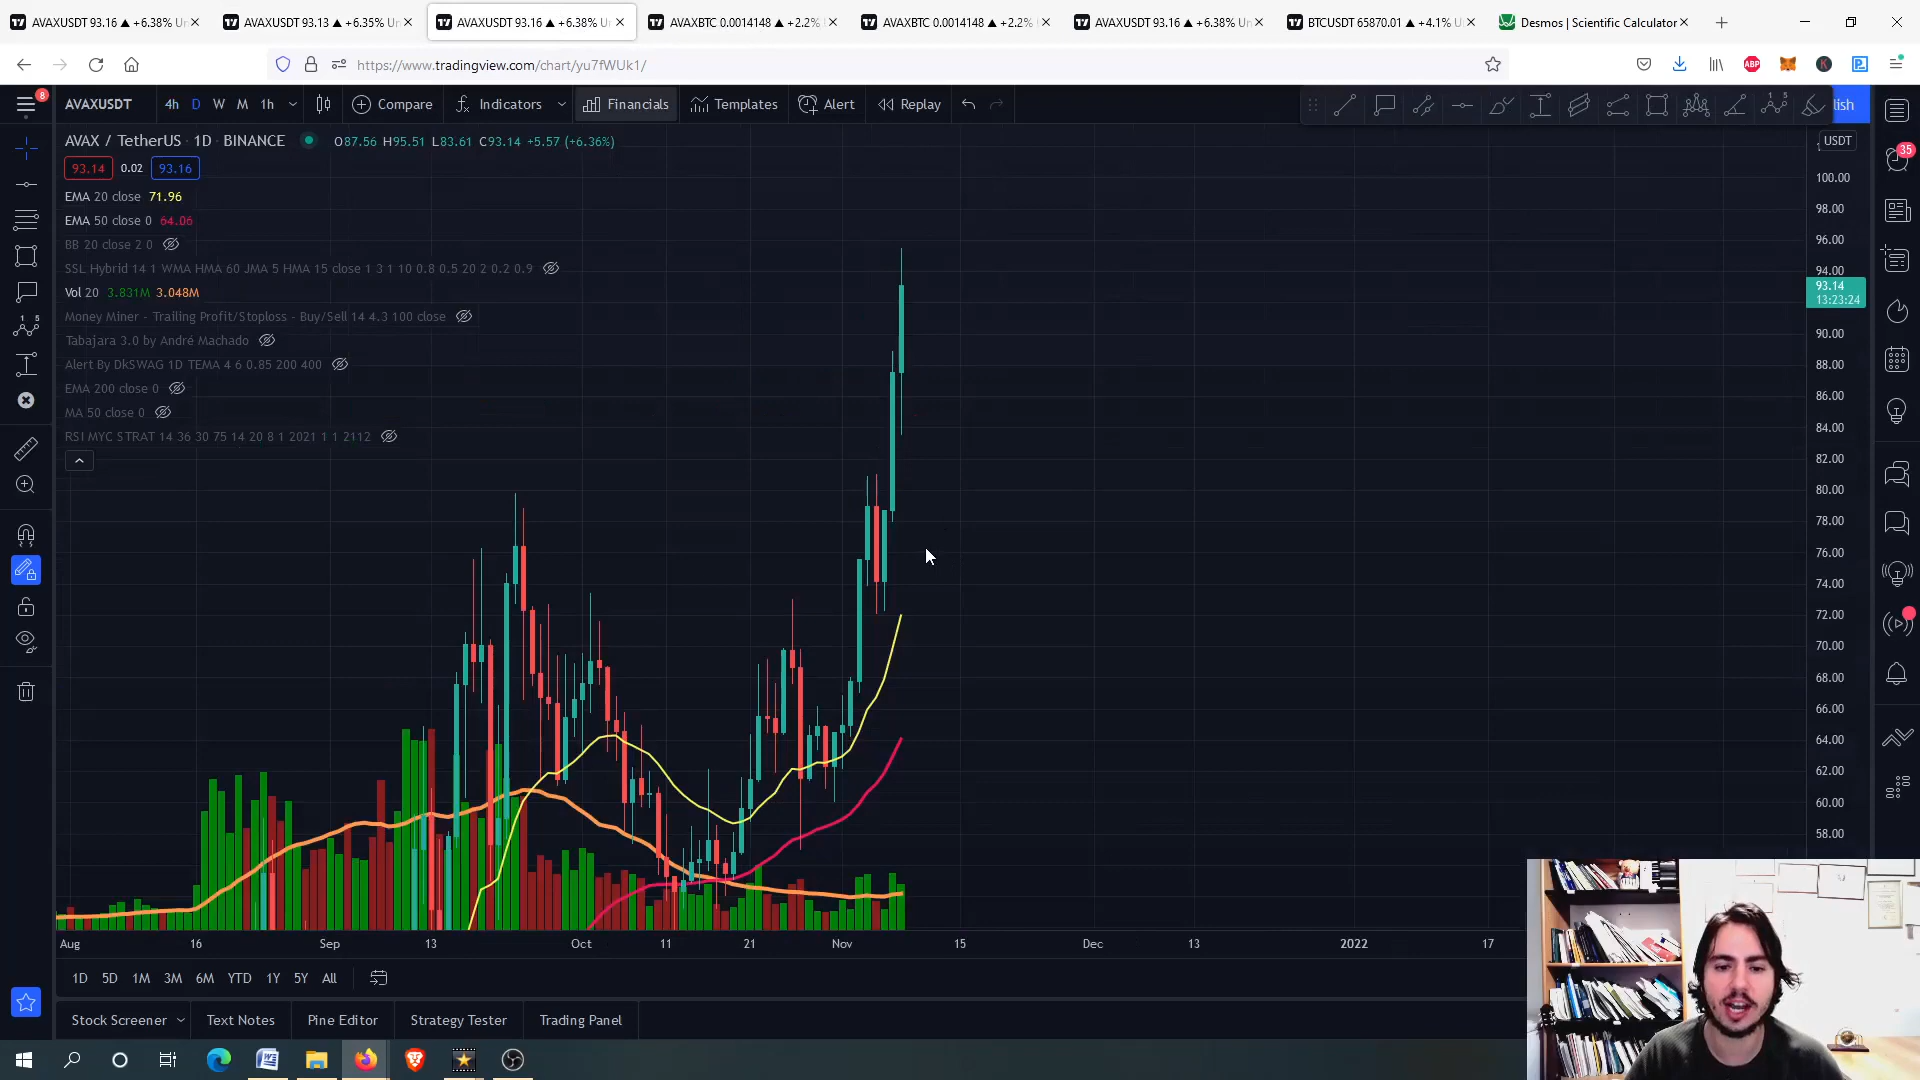 AVAXUSDT 93.16 ▲ +6.38% Un
AVAXUSDT 93.13 ▲ +6.35% Un
AVAXUSDT 93.16 ▲ +6.38% Un
AVAXBTC 0.0014148 ▲ +2.2%
AVAXBTC 0.0014148 ▲ +2.2%
AVAXUSDT 93.16 ▲ +6.38% Un
BTCUSDT 65870.01 ▲ +4.1% U
Desmos | Scientific Calculator
https://www.tradingview.com/chart/yu7fWUk1/
ABP
8
AVAXUSDT 4h D W M 1h Compare Indicators Financials Templates Alert Replay lish
AVAX / TetherUS · 1D · BINANCE O87.56 H95.51 L83.61 C93.14 +5.57 (+6.36%)
USDT
93.14 0.02 93.16
EMA 20 close 71.96
EMA 50 close 0 64.06
BB 20 close 2 0
SSL Hybrid 14 1 WMA HMA 60 JMA 5 HMA 15 close 1 3 1 10 0.8 0.5 20 2 0.2 0.9
Vol 20 3.831M 3.048M
Money Miner - Trailing Profit/Stoploss - Buy/Sell 14 4.3 100 close
Tabajara 3.0 by André Machado
Alert By DkSWAG 1D TEMA 4 6 0.85 200 400
EMA 200 close 0
MA 50 close 0
RSI MYC STRAT 14 36 30 75 14 20 8 1 2021 1 1 2112
100.00
98.00
96.00
94.00
93.14
13:23:24
90.00
88.00
86.00
84.00
82.00
80.00
78.00
76.00
74.00
72.00
70.00
68.00
66.00
64.00
62.00
60.00
58.00
35
Aug 16 Sep 13 Oct 11 21 Nov 15 Dec 13 2022 17
1D 5D 1M 3M 6M YTD 1Y 5Y All
Stock Screener Text Notes Pine Editor Strategy Tester Trading Panel